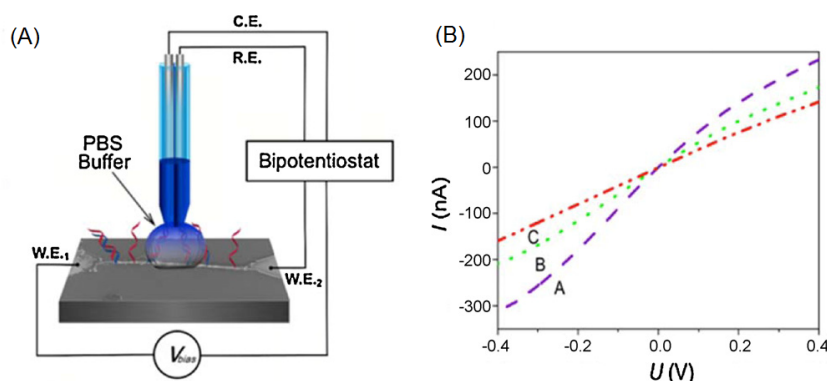 (A)
C.E.
R.E.
PBS
Buffer
Bipotentiostat
W.E.1
W.E.2
Vbias
(B)
I (nA)
200
100
0
-100
-200
-300
C
B
A
-0.4
-0.2
0.0
0.2
0.4
U (V)